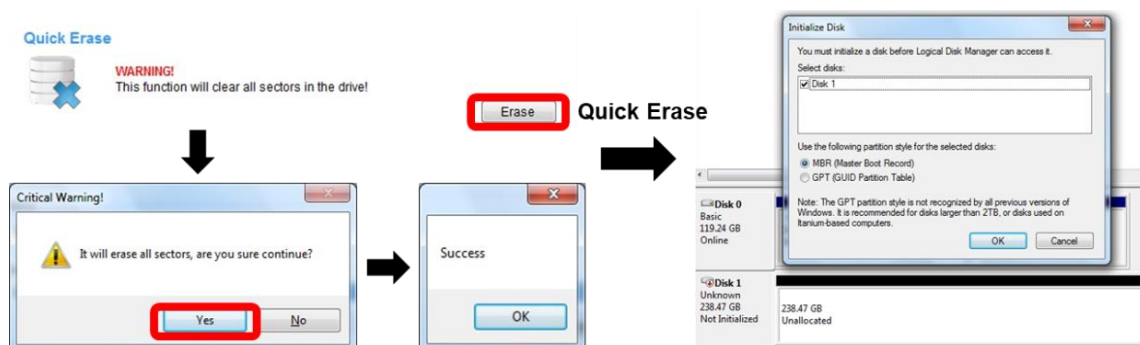 Quick Erase
WARNING!
This function will clear all sectors in the drive!
Critical Warning!
It will erase all sectors, are you sure continue?
Yes
No
Success
OK
Erase
Quick Erase
Initialize Disk
You must initialize a disk before Logical Disk Manager can access it.
Select disks:
Disk 1
Use the following partition style for the selected disks:
MBR (Master Boot Record)
GPT (GUID Partition Table)
Note: The GPT partition style is not recognized by all previous versions of
Windows. It is recommended for disks larger than 2TB, or disks used on
Itanium-based computers.
OK
Cancel
Disk 0
Basic
119.24 GB
Online
Disk 1
Unknown
238.47 GB
Not Initialized
238.47 GB
Unallocated